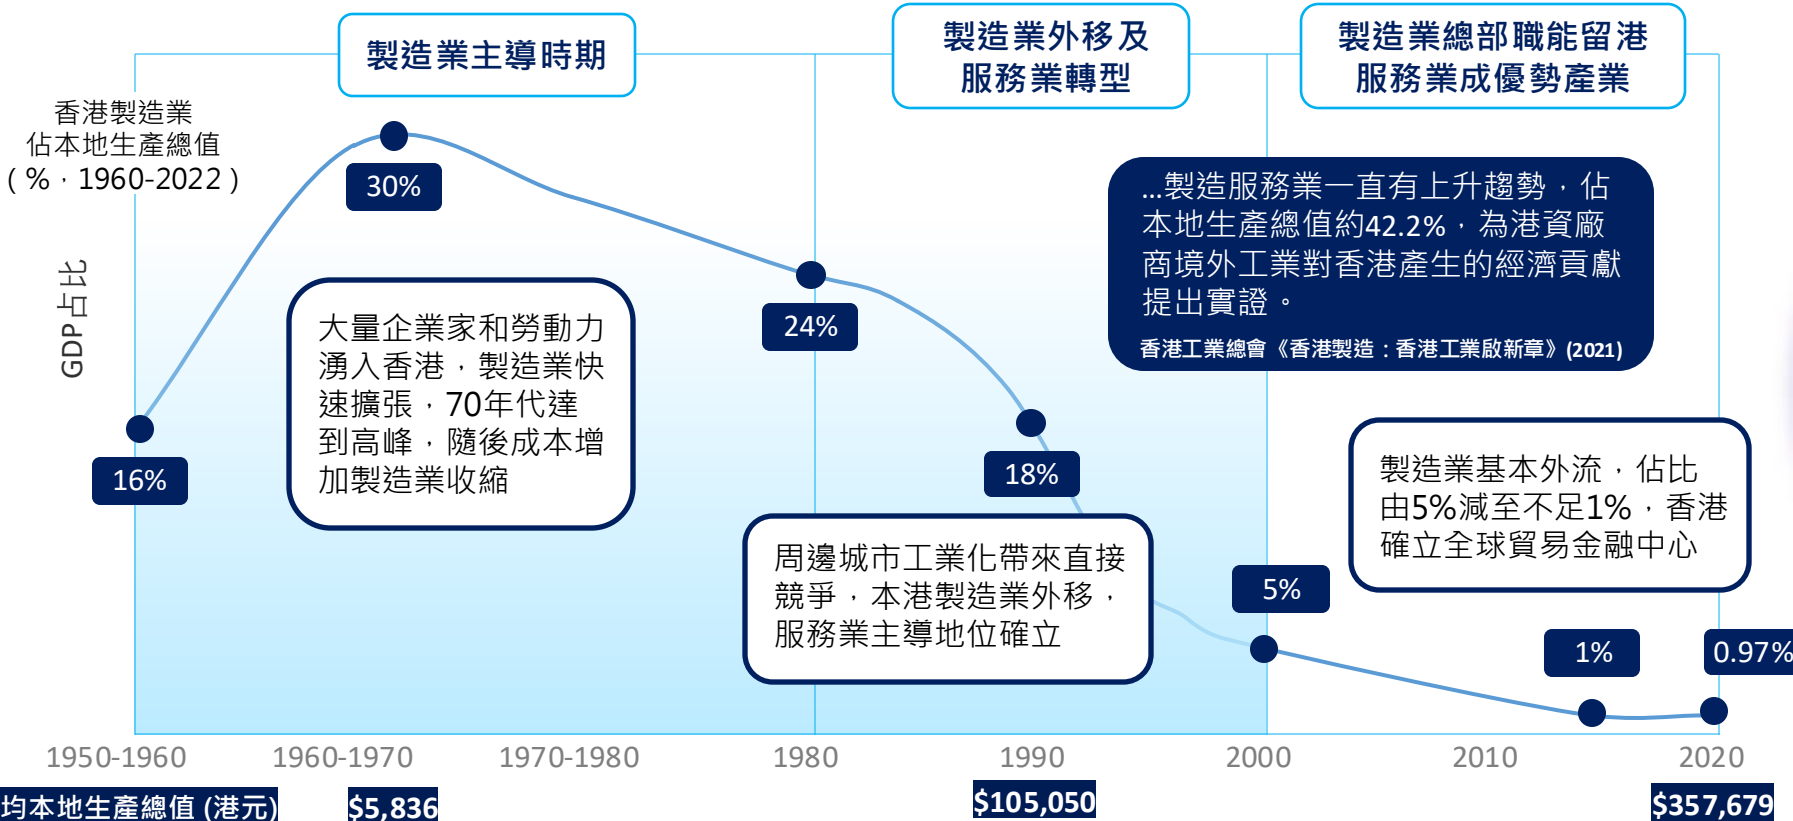 製造業主導時期
製造業外移及
服務業轉型
製造業總部職能留港
服務業成優勢產業
香港製造業
佔本地生產總值
( %，1960-2022 )
GDP占比
30%
16%
24%
18%
5%
1%
0.97%
大量企業家和勞動力
湧入香港，製造業快
速擴張，70年代達
到高峰，隨後成本增
加製造業收縮
...製造服務業一直有上升趨勢，佔
本地生產總值約42.2%，為港資廠
商境外工業對香港產生的經濟貢獻
提出實證。
香港工業總會《香港製造：香港工業啟新章》(2021)
周邊城市工業化帶來直接
競爭，本港製造業外移，
服務業主導地位確立
製造業基本外流，佔比
由5%減至不足1%，香港
確立全球貿易金融中心
1950-1960
1960-1970
1970-1980
1980
1990
2000
2010
2020
均本地生產總值 (港元)
$5,836
$105,050
$357,679